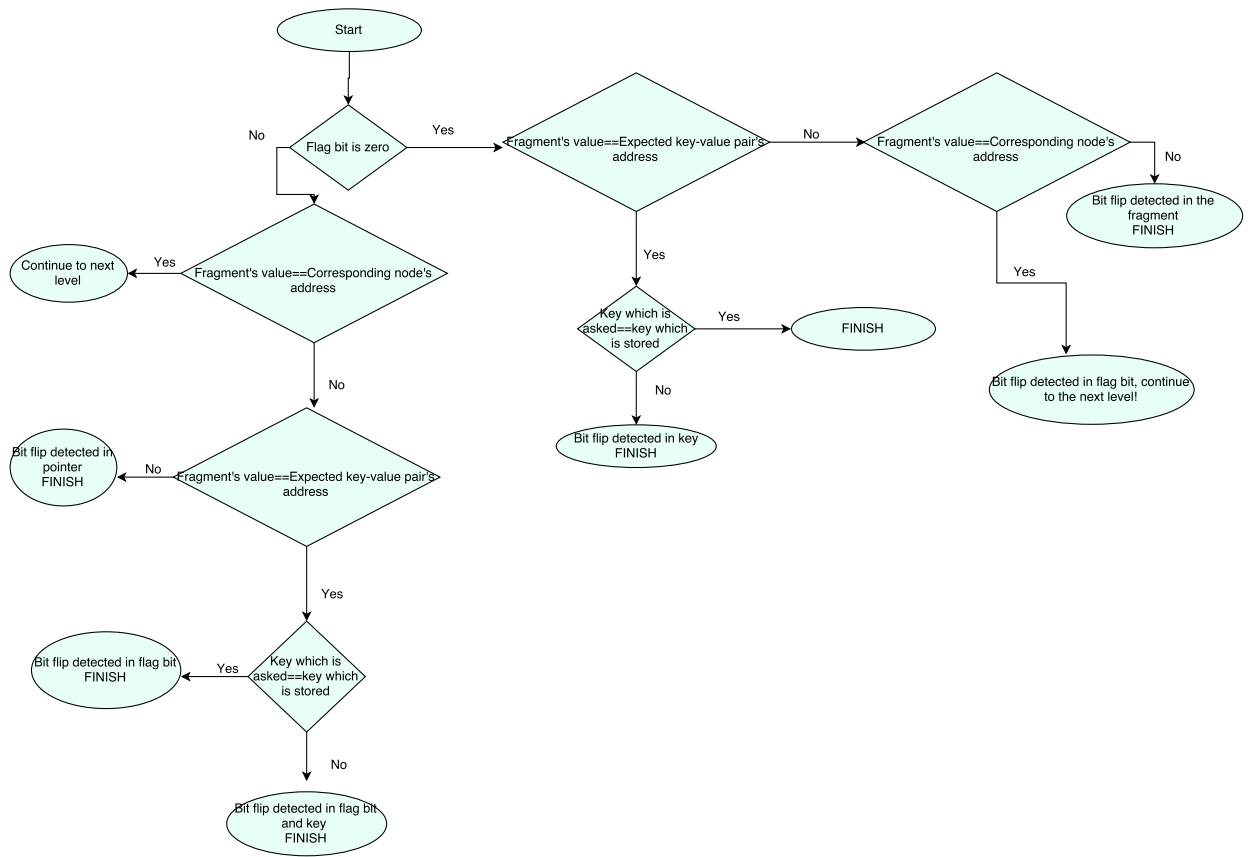 Start
No
Flag bit is zero
Yes
Fragment's value==Expected key-value pair's
address
No
Fragment's value==Corresponding node's
address
No
Bit flip detected in the
fragment
FINISH
Continue to next
level
Yes
Fragment's value==Corresponding node's
address
Yes
Yes
Key which is
asked==key which
is stored
Yes
FINISH
Bit flip detected in flag bit, continue
to the next level!
No
No
Bit flip detected in key
FINISH
Bit flip detected in
pointer
FINISH
No
Fragment's value==Expected key-value pair's
address
Yes
Bit flip detected in flag bit
FINISH
Yes
Key which is
asked==key which
is stored
No
Bit flip detected in flag bit
and key
FINISH